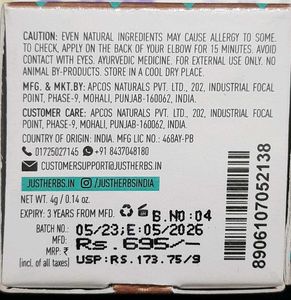 CAUTION: EVEN NATURAL INGREDIENTS MAY CAUSE ALLERGY TO SOME.
TO CHECK, APPLY ON THE BACK OF YOUR ELBOW FOR 15 MINUTES. AVOID
CONTACT WITH EYES. AYURVEDIC MEDICINE. FOR EXTERNAL USE ONLY. NO
ANIMAL BY-PRODUCTS. STORE IN A COOL DRY PLACE.
MFG. & MKT.BY: APCOS NATURALS PVT. LTD., 202, INDUSTRIAL FOCAL
POINT, PHASE-9, MOHALI, PUNJAB-160062, INDIA.
CUSTOMER CARE: APCOS NATURALS PVT. LTD., 202, INDUSTRIAL FOCAL
POINT, PHASE-9, MOHALI, PUNJAB-160062, INDIA.
COUNTRY OF ORIGIN: INDIA. MFG LIC NO: 468AY-PB
01725027145 +91 8437048180
CUSTOMERSUPPORT@JUSTHERBS.IN
JUSTHERBS.IN JUSTHERBSINDIA
NET WT. 4g / 0.14 oz.
EXPIRY: 3 YEARS FROM MFD. B.NO:04
BATCH NO.: 05/23;E:05/2026
MFD:
MRP: ₹ Rs.695/-
[incl. of all taxes] USP:RS.173.75/g
8906107052138